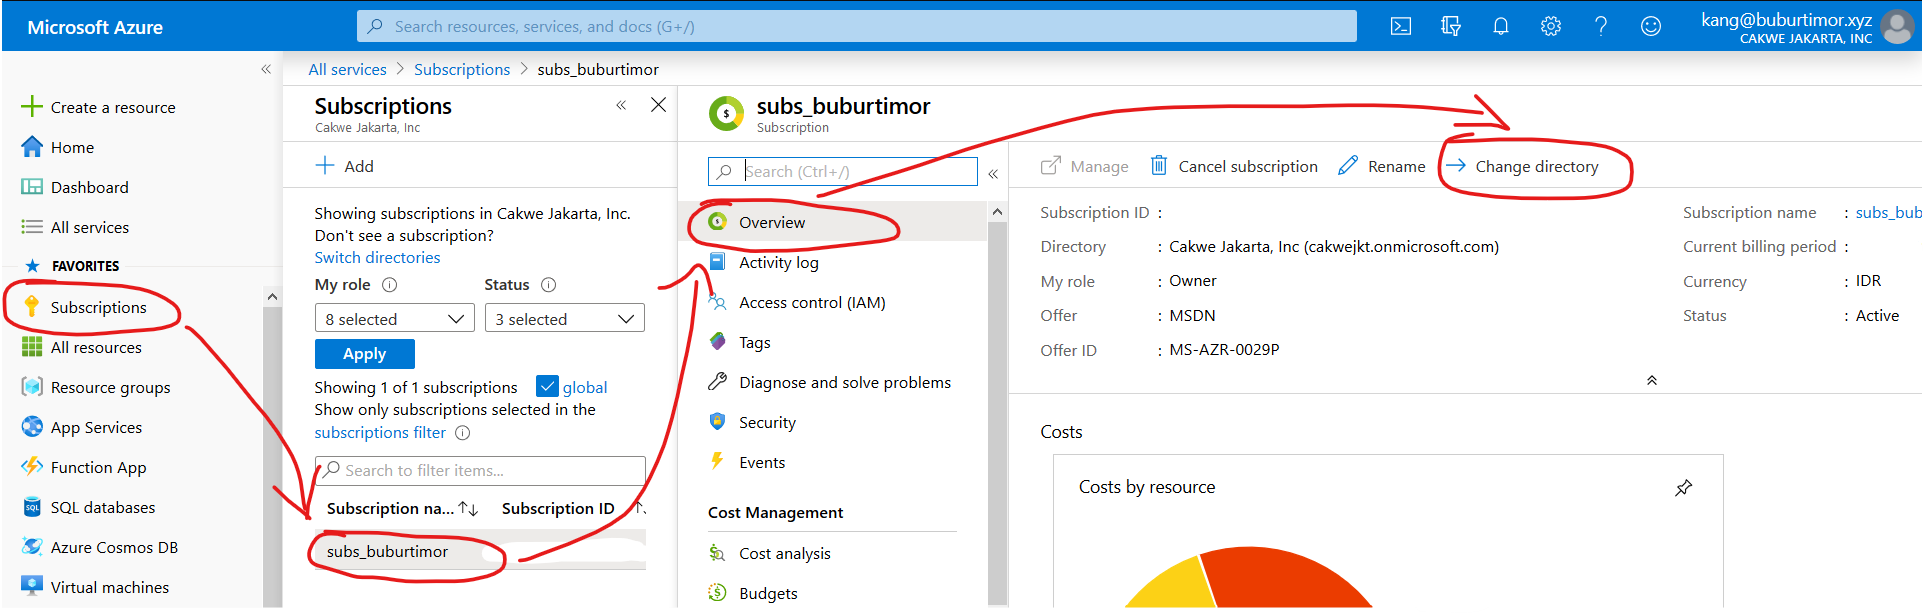 Microsoft Azure
Search resources, services, and docs (G+/)
kang@buburtimor.xyz
CAKWE JAKARTA, INC
Create a resource
Home
Dashboard
All services
FAVORITES
Subscriptions
All resources
Resource groups
App Services
Function App
SQL databases
Azure Cosmos DB
Virtual machines
All services > Subscriptions > subs_buburtimor
Subscriptions
Cakwe Jakarta, Inc
Add
Showing subscriptions in Cakwe Jakarta, Inc.
Don't see a subscription?
Switch directories
My role Status
8 selected 3 selected
Apply
Showing 1 of 1 subscriptions global
Show only subscriptions selected in the
subscriptions filter
Search to filter items...
Subscription na... Subscription ID
subs_buburtimor
subs_buburtimor
Subscription
Search (Ctrl+/)
Overview
Activity log
Access control (IAM)
Tags
Diagnose and solve problems
Security
Events
Cost Management
Cost analysis
Budgets
Manage Cancel subscription Rename Change directory
Subscription ID :
Directory : Cakwe Jakarta, Inc (cakwejkt.onmicrosoft.com)
My role : Owner
Offer : MSDN
Offer ID : MS-AZR-0029P
Subscription name : subs_bub
Current billing period :
Currency : IDR
Status : Active
Costs
Costs by resource